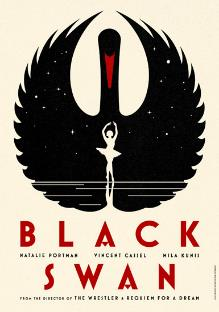 BLACK
NATALIE PORTMAN VINCENT CASSEL MILA KUNIS
SWAN
FROM THE DIRECTOR OF THE WRESTLER & REQUIEM FOR A DREAM